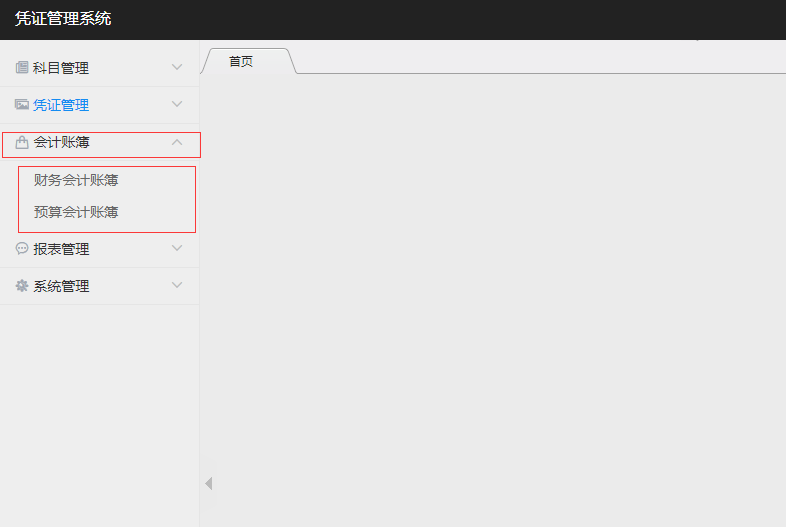 凭证管理系统
首页
科目管理
凭证管理
会计账簿
财务会计账簿
预算会计账簿
报表管理
系统管理